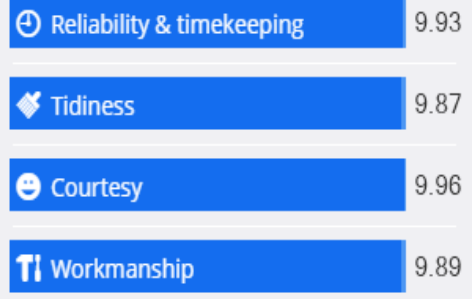 Reliability & timekeeping 9.93
Tidiness 9.87
Courtesy 9.96
Workmanship 9.89